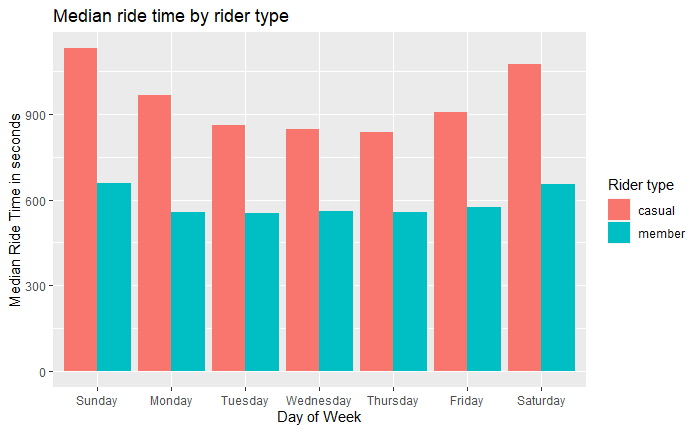 Median ride time by rider type
Median Ride Time in seconds
900
600
300
0
Sunday Monday Tuesday Wednesday Thursday Friday Saturday
Day of Week
Rider type
casual
member